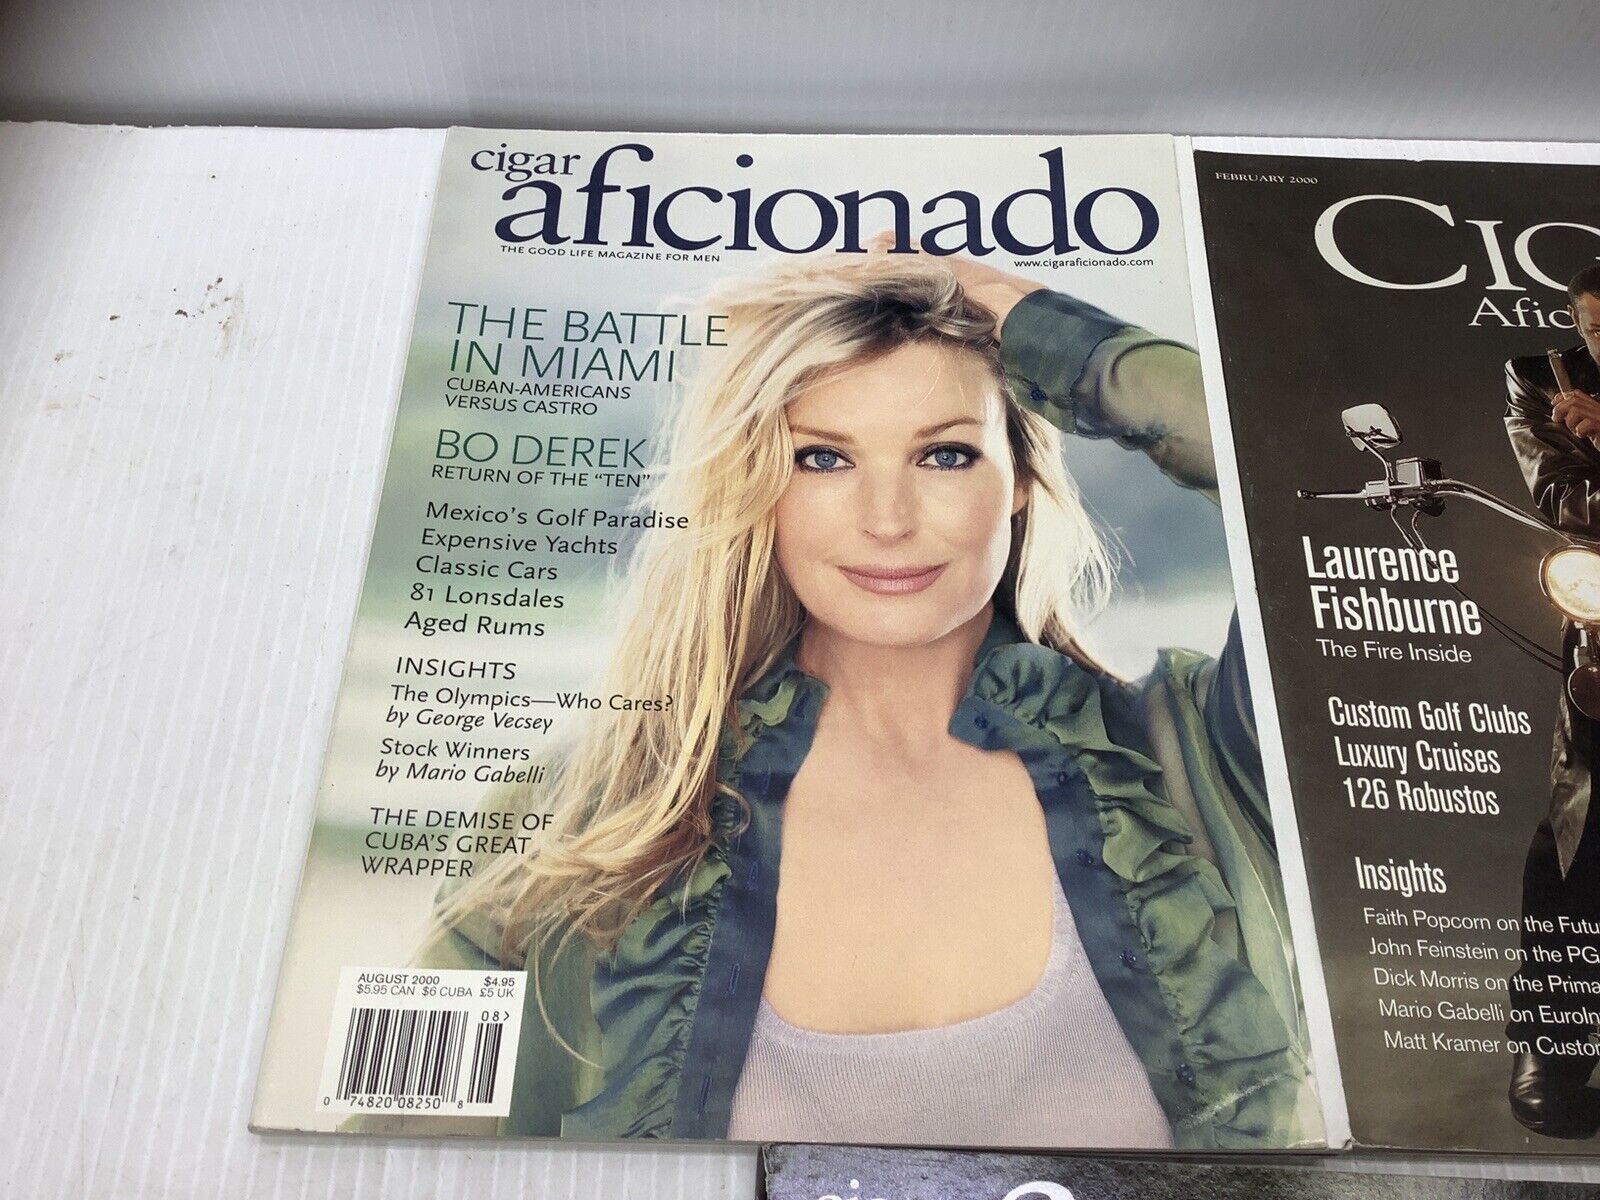 cigar
aficionado
THE GOOD LIFE MAGAZINE FOR MEN
www.cigaraficionado.com
THE BATTLE
IN MIAMI
CUBAN-AMERICANS
VERSUS CASTRO
BO DEREK
RETURN OF THE "TEN"
Mexico's Golf Paradise
Expensive Yachts
Classic Cars
81 Lonsdales
Aged Rums
INSIGHTS
The Olympics—Who Cares?
by George Vecsey
Stock Winners
by Mario Gabelli
THE DEMISE OF
CUBA'S GREAT
WRAPPER
AUGUST 2000 $4.95
$5.95 CAN $6 CUBA £5 UK
08>
0 74820 08250 8
FEBRUARY 2000
Laurence
Fishburne
The Fire Inside
Custom Golf Clubs
Luxury Cruises
126 Robustos
Insights
Faith Popcorn on the
John Feinstein on the
Dick Morris on the
Mario Gabelli on
Matt Kramer on